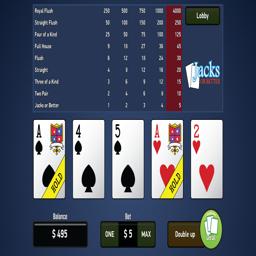 Royal Flush 250 500 750 1000 4000
Straight Flush 50 100 150 200 250
Four of a Kind 25 50 75 100 125
Full House 9 18 27 36 45
Flush 6 12 18 24 30
Straight 4 8 12 16 20
Three of a Kind 3 6 9 12 15
Two Pair 2 4 6 8 10
Jacks or Better 1 2 3 4 5
Lobby
Jacks
OR BETTER
A 4 5 A 2
HOLD HOLD
Balance Bet
$ 495 ONE $ 5 MAX Double up
Deal